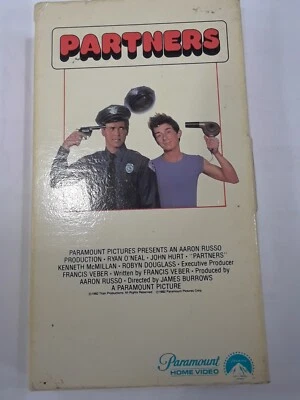 PARTNERS
PARAMOUNT PICTURES PRESENTS AN AARON RUSSO
PRODUCTION • RYAN O'NEAL • JOHN HURT • "PARTNERS"
KENNETH McMILLAN • ROBYN DOUGLASS • Executive Producer
FRANCIS VEBER • Written by FRANCIS VEBER • Produced by
AARON RUSSO • Directed by JAMES BURROWS
A PARAMOUNT PICTURE
Paramount
HOME VIDEO